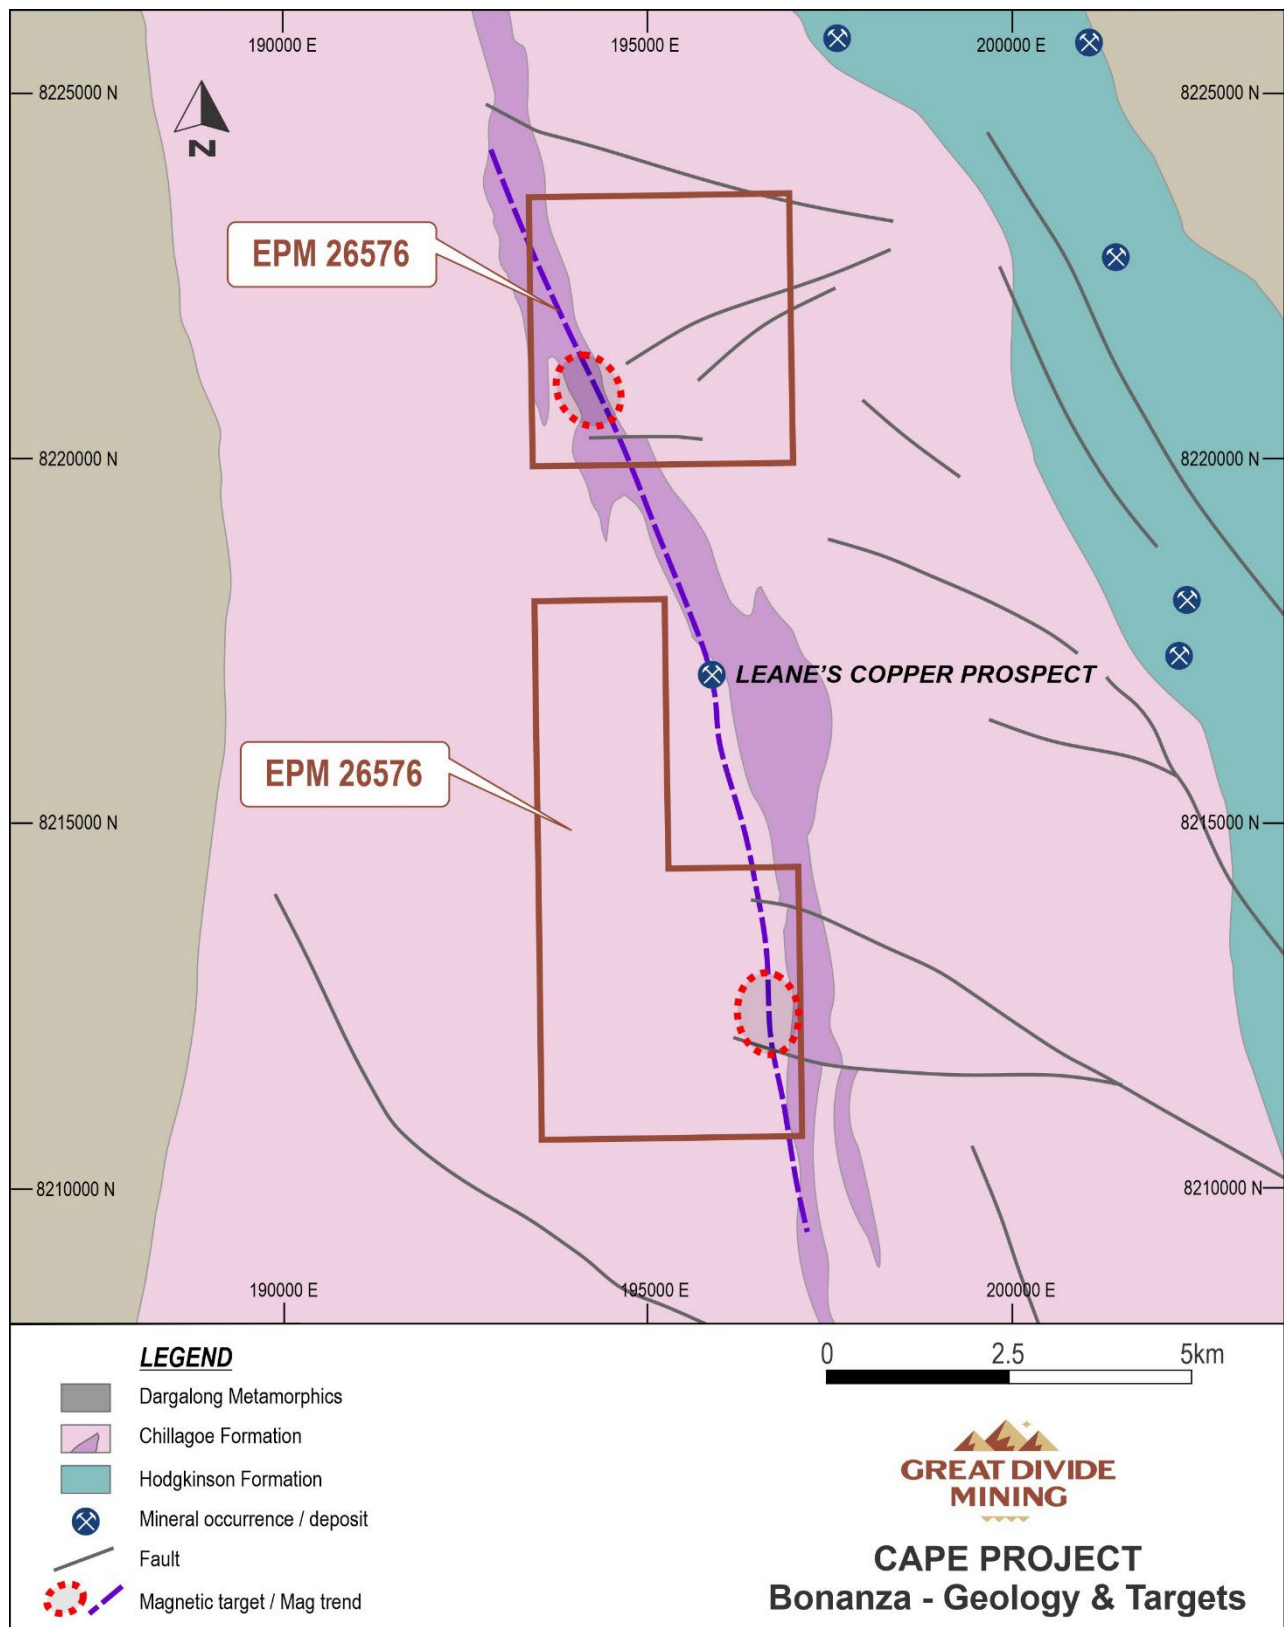 190000 E
195000 E
200000 E
8225000 N
8225000 N
N
EPM 26576
8220000 N
8220000 N
LEANE'S COPPER PROSPECT
EPM 26576
8215000 N
8215000 N
8210000 N
8210000 N
190000 E
195000 E
200000 E
LEGEND
Dargalong Metamorphics
Chillagoe Formation
Hodgkinson Formation
Mineral occurrence / deposit
Fault
Magnetic target / Mag trend
0 2.5 5km
GREAT DIVIDE
MINING
CAPE PROJECT
Bonanza - Geology & Targets